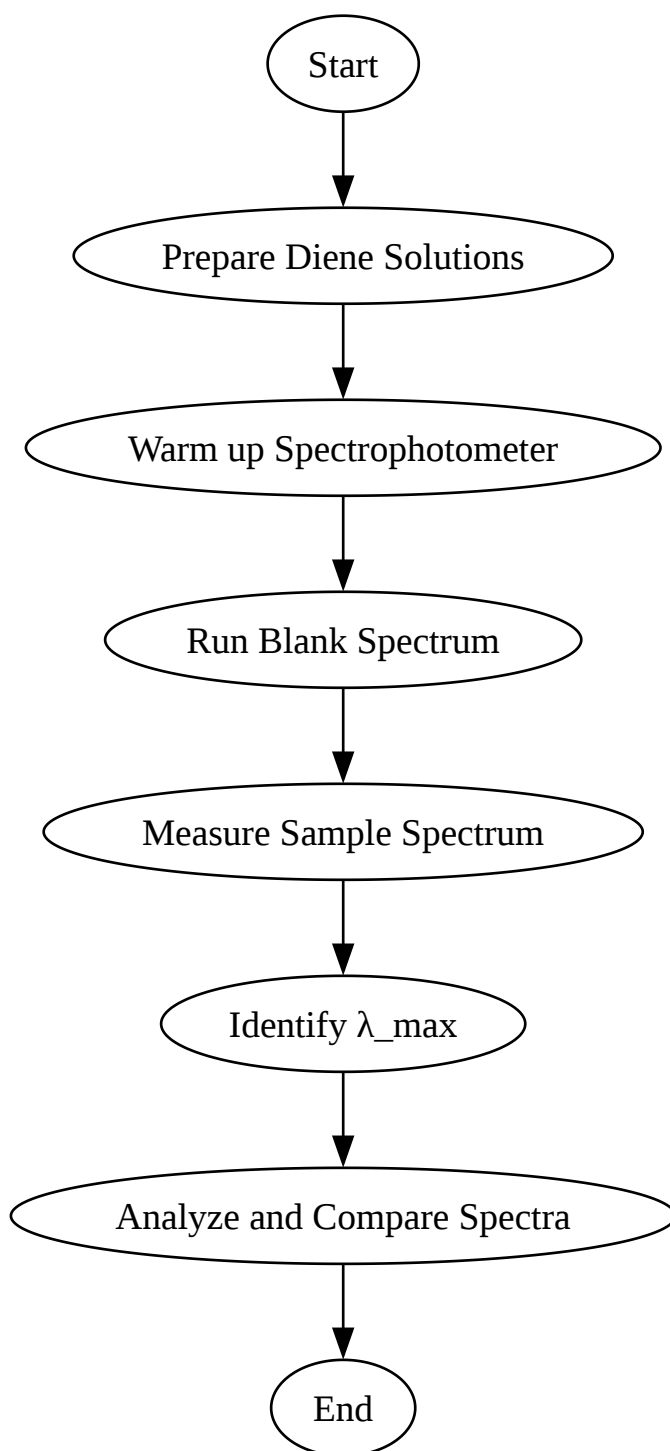 Start
Prepare Diene Solutions
Warm up Spectrophotometer
Run Blank Spectrum
Measure Sample Spectrum
Identify λ_max
Analyze and Compare Spectra
End